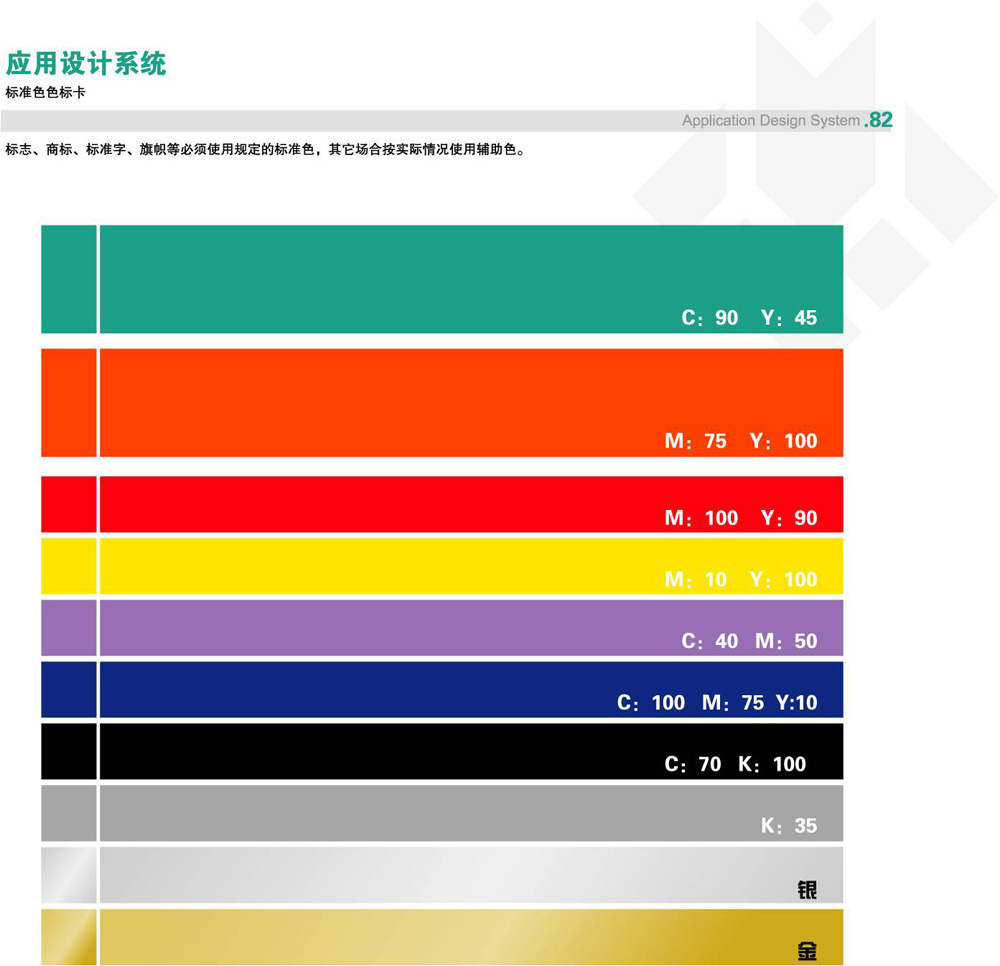 应用设计系统
标准色色标卡
Application Design System .82
标志、商标、标准字、旗帜等必须使用规定的标准色，其它场合按实际情况使用辅助色。
C：90 Y：45
M：75 Y：100
M：100 Y：90
M：10 Y：100
C：40 M：50
C：100 M：75 Y:10
C：70 K：100
K：35
银
金